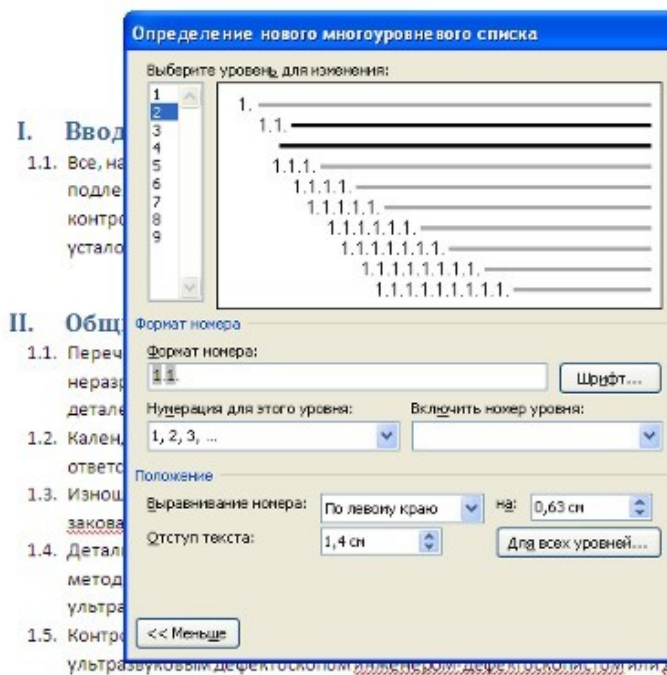 Определение нового многоуровневого списка
Выберите уровень для изменения:
1
2
3
4
5
6
7
8
9
1.
1.1.
1.1.1.
1.1.1.1.
1.1.1.1.1.
1.1.1.1.1.1.
1.1.1.1.1.1.1.
1.1.1.1.1.1.1.1.
1.1.1.1.1.1.1.1.1.
Формат номера
Формат номера:
1.1.
Шрифт...
Нумерация для этого уровня:
Включить номер уровня:
1, 2, 3, ...
Положение
Выравнивание номера:
По левому краю
на:
0,63 см
Отступ текста:
1,4 см
Для всех уровней...
<< Меньше
I. Ввод
1.1. Все, на
подле
контро
устало
II. Общи
1.1. Переч
неразр
детале
1.2. Кален
ответс
1.3. Износ
закова
1.4. Детал
метод
ультра
1.5. Контро
ультразвуковым дефектоскопом инженером-дефектоскопистом или